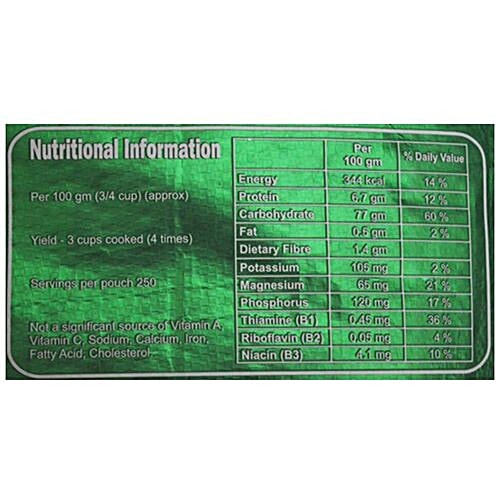 Nutritional Information
Per 100 gm (3/4 cup) (approx)
Yield - 3 cups cooked (4 times)
Servings per pouch 250
Not a significant source of Vitamin A,
Vitamin C, Sodium, Calcium, Iron,
Fatty Acid, Cholesterol.
Per 100 gm % Daily Value
Energy 344 kcal 14 %
Protein 6.7 gm 12 %
Carbohydrate 77 gm 60 %
Fat 0.5 gm 2 %
Dietary Fibre 1.4 gm
Potassium 105 mg 2 %
Magnesium 65 mg 21 %
Phosphorus 120 mg 17 %
Thiamine (B1) 0.45 mg 36 %
Riboflavin (B2) 0.05 mg 4 %
Niacin (B3) 4.1 mg 10 %